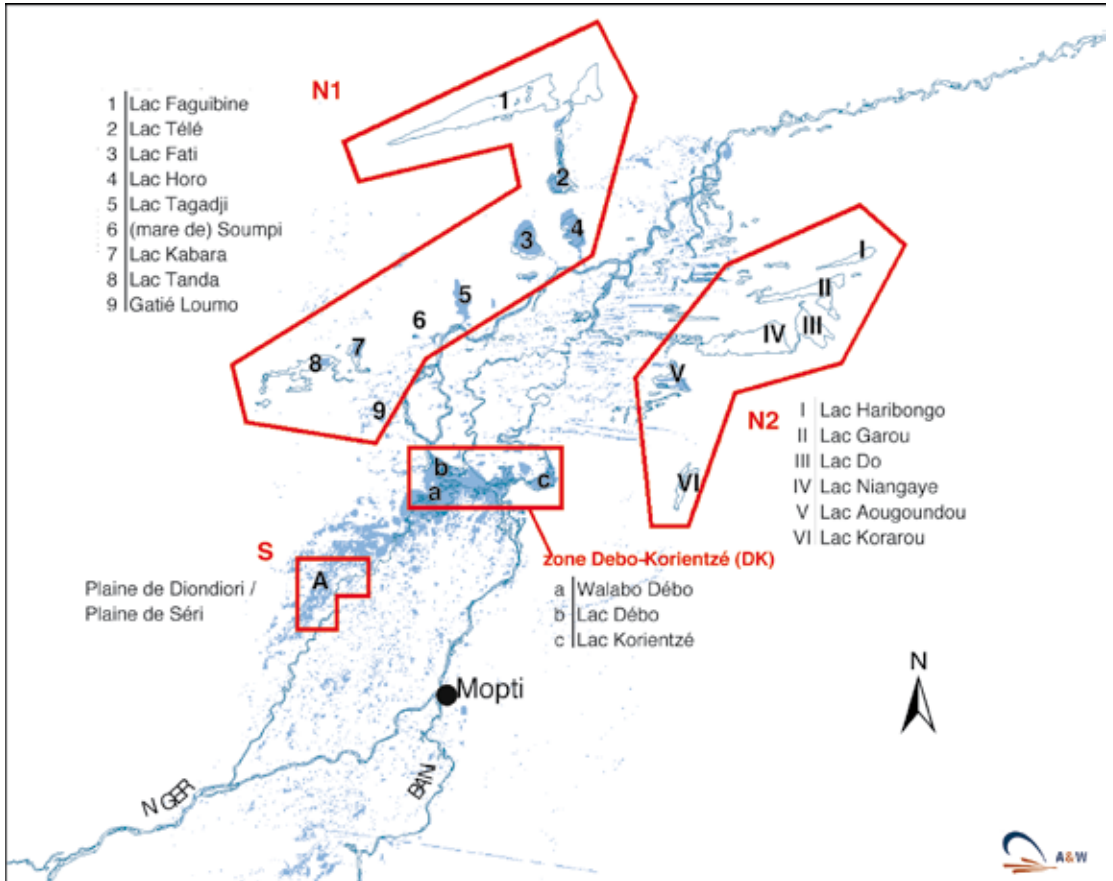 N1
1 Lac Faguibine
2 Lac Télé
3 Lac Fati
4 Lac Horo
5 Lac Tagadji
6 (mare de) Soumpi
7 Lac Kabara
8 Lac Tanda
9 Gatié Loumo
1
2
3
4
5
6
7
8
9
I
II
III
IV
V
VI
N2
I Lac Haribongo
II Lac Garou
III Lac Do
IV Lac Niangaye
V Lac Aougoundou
VI Lac Korarou
b
a
c
zone Debo-Korientzé (DK)
a Walabo Débo
b Lac Débo
c Lac Korientzé
S
A
Plaine de Diondiori /
Plaine de Séri
N
Mopti
NIGER
BANI
A&W